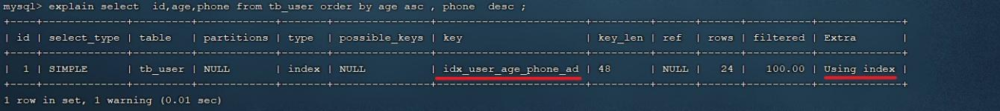 mysql> explain select  id,age,phone from tb_user order by age asc , phone  desc ;
+----+-------------+---------+------------+-------+---------------+----------------------+---------+------+------+----------+-------------+
| id | select_type | table   | partitions | type  | possible_keys | key                  | key_len | ref  | rows | filtered | Extra       |
+----+-------------+---------+------------+-------+---------------+----------------------+---------+------+------+----------+-------------+
|  1 | SIMPLE      | tb_user | NULL       | index | NULL          | idx_user_age_phone_ad | 48      | NULL |   24 |   100.00 | Using index |
+----+-------------+---------+------------+-------+---------------+----------------------+---------+------+------+----------+-------------+
1 row in set, 1 warning (0.01 sec)